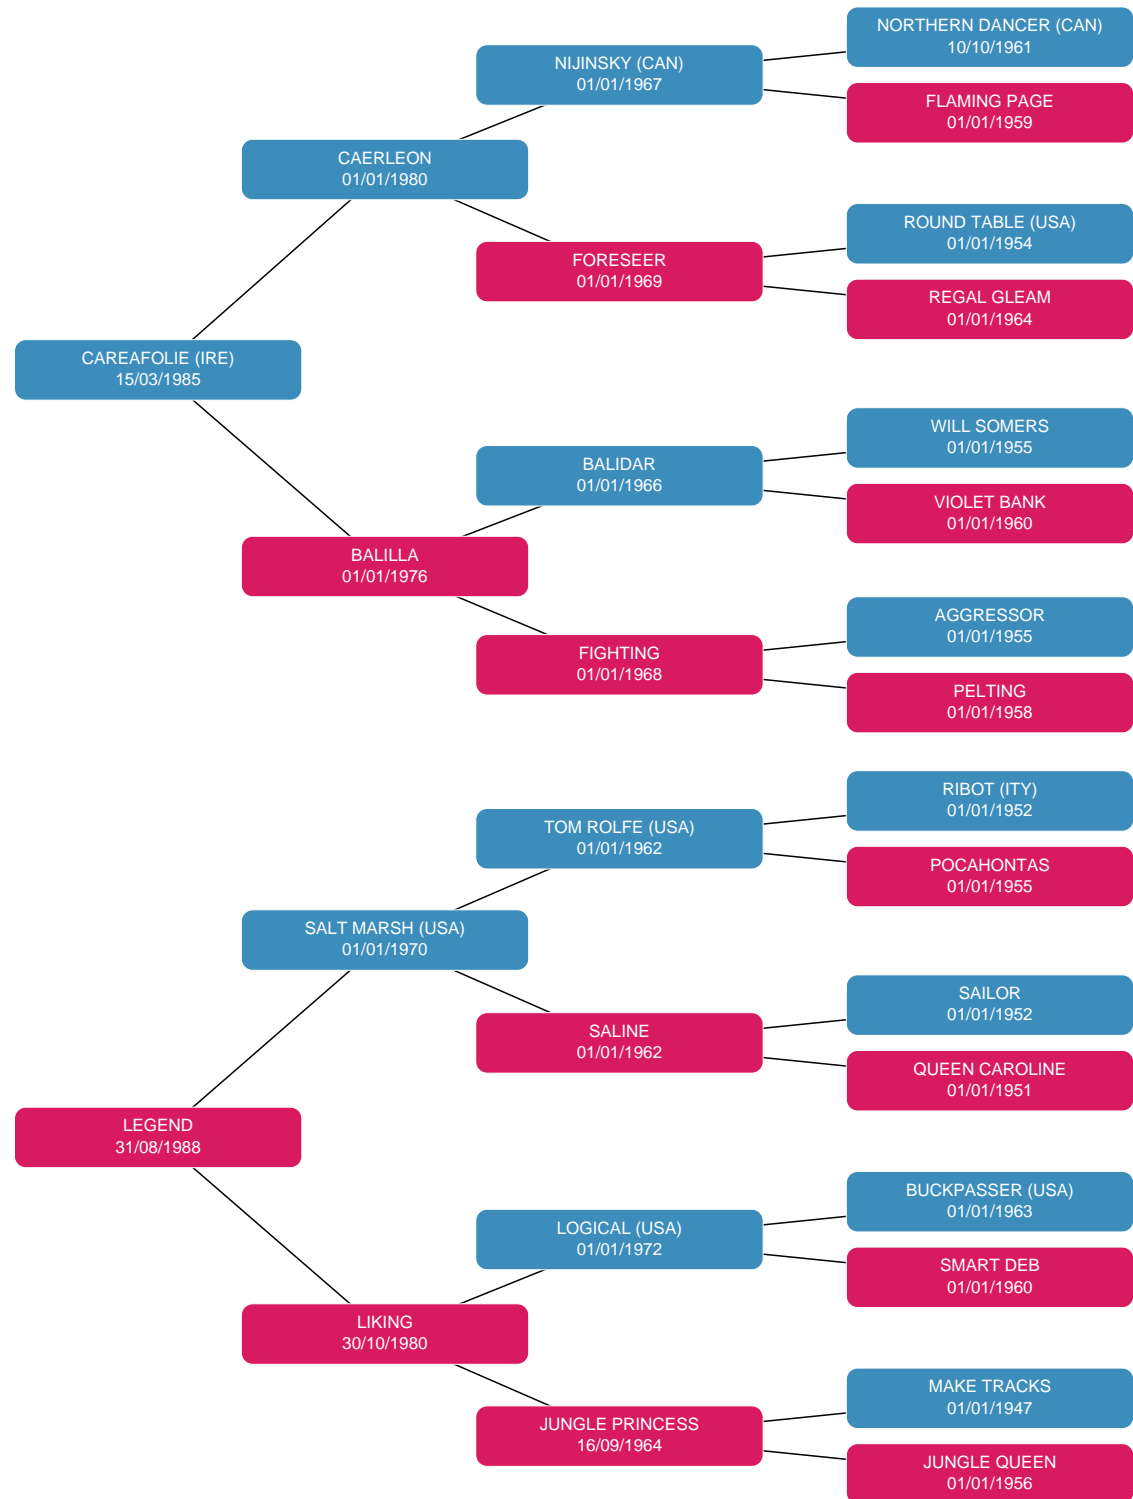 NORTHERN DANCER (CAN)
10/10/1961
NIJINSKY (CAN)
01/01/1967
FLAMING PAGE
01/01/1959
CAERLEON
01/01/1980
ROUND TABLE (USA)
01/01/1954
FORESEER
01/01/1969
REGAL GLEAM
01/01/1964
CAREAFOLIE (IRE)
15/03/1985
WILL SOMERS
01/01/1955
BALIDAR
01/01/1966
VIOLET BANK
01/01/1960
BALILLA
01/01/1976
AGGRESSOR
01/01/1955
FIGHTING
01/01/1968
PELTING
01/01/1958
RIBOT (ITY)
01/01/1952
TOM ROLFE (USA)
01/01/1962
POCAHONTAS
01/01/1955
SALT MARSH (USA)
01/01/1970
SAILOR
01/01/1952
SALINE
01/01/1962
QUEEN CAROLINE
01/01/1951
LEGEND
31/08/1988
BUCKPASSER (USA)
01/01/1963
LOGICAL (USA)
01/01/1972
SMART DEB
01/01/1960
LIKING
30/10/1980
MAKE TRACKS
01/01/1947
JUNGLE PRINCESS
16/09/1964
JUNGLE QUEEN
01/01/1956